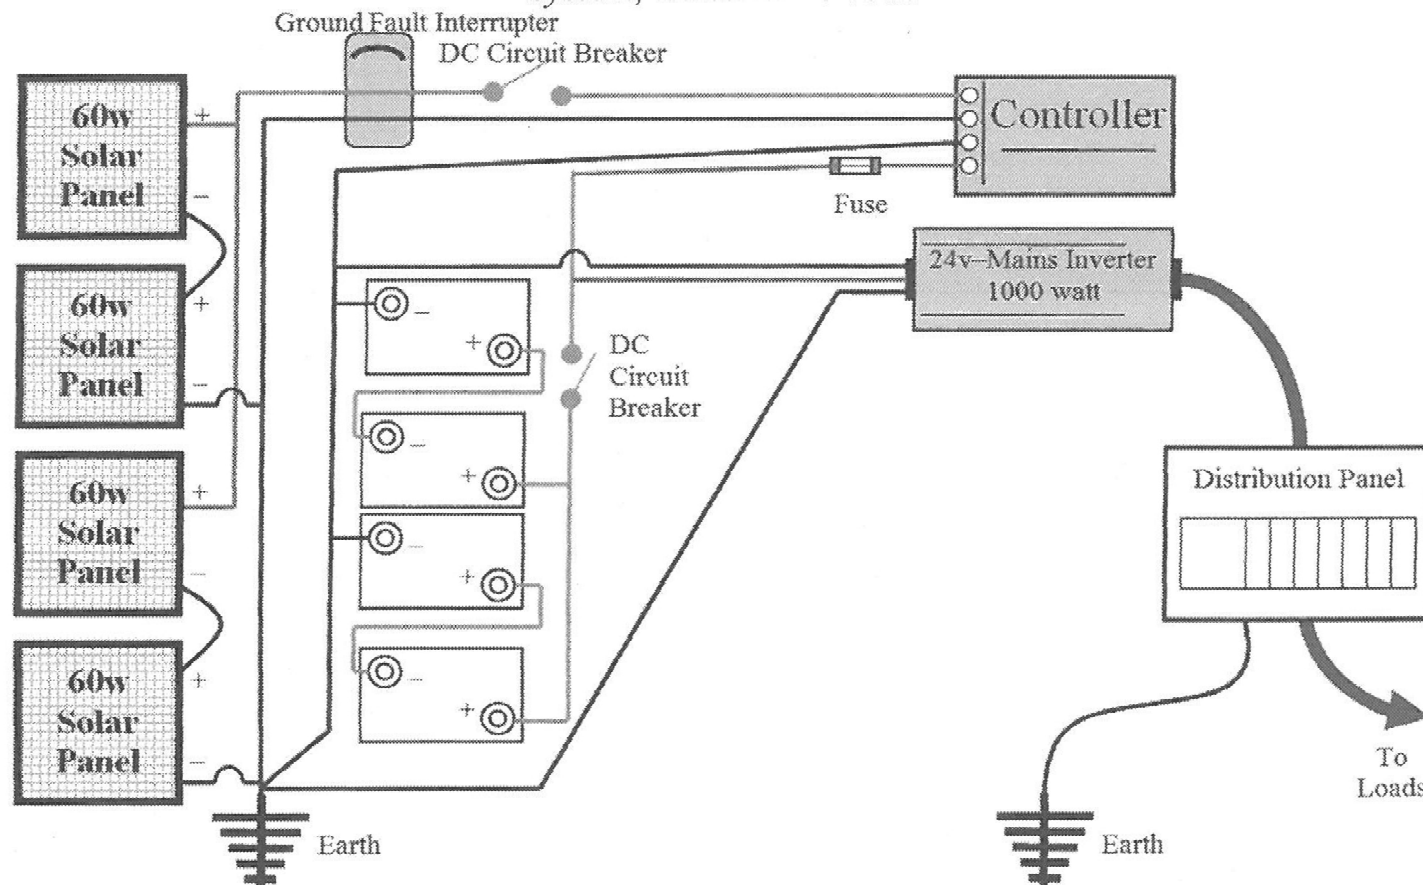 Ground Fault Interrupter
DC Circuit Breaker
60w
Solar
Panel
+
−
60w
Solar
Panel
+
−
60w
Solar
Panel
+
−
60w
Solar
Panel
+
−
Controller
Fuse
24v–Mains Inverter
1000 watt
−
+
−
+
−
+
−
+
DC
Circuit
Breaker
Distribution Panel
To
Loads
Earth
Earth